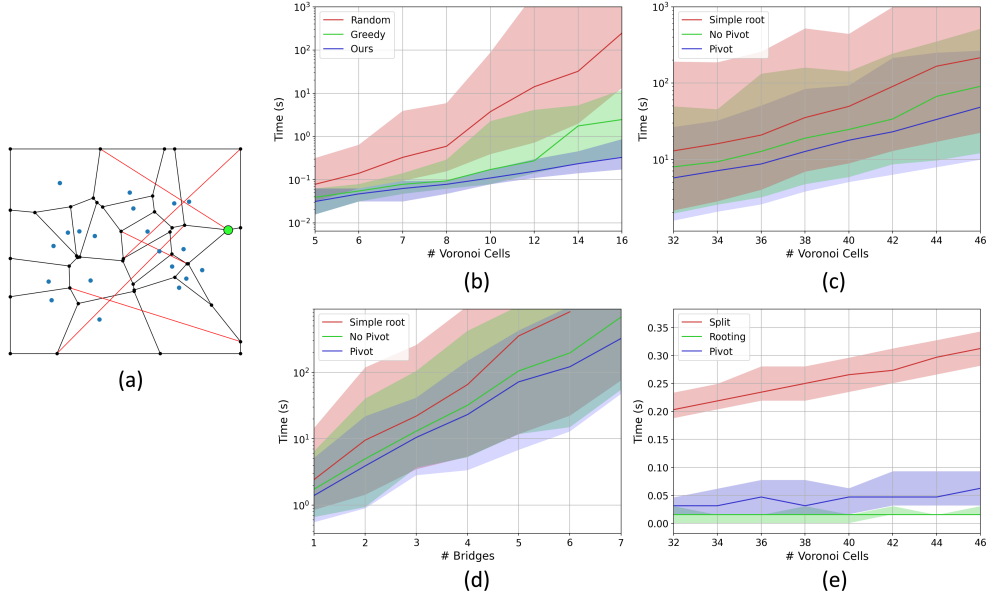 (a)
Random
Greedy
Ours
Time (s)
10³
10²
10¹
10⁰
10⁻¹
10⁻²
5 6 7 8 10 12 14 16
# Voronoi Cells
(b)
Simple root
No Pivot
Pivot
Time (s)
10³
10²
10¹
32 34 36 38 40 42 44 46
# Voronoi Cells
(c)
Simple root
No Pivot
Pivot
Time (s)
10²
10¹
10⁰
1 2 3 4 5 6 7
# Bridges
(d)
Split
Rooting
Pivot
Time (s)
0.35
0.30
0.25
0.20
0.15
0.10
0.05
0.00
32 34 36 38 40 42 44 46
# Voronoi Cells
(e)